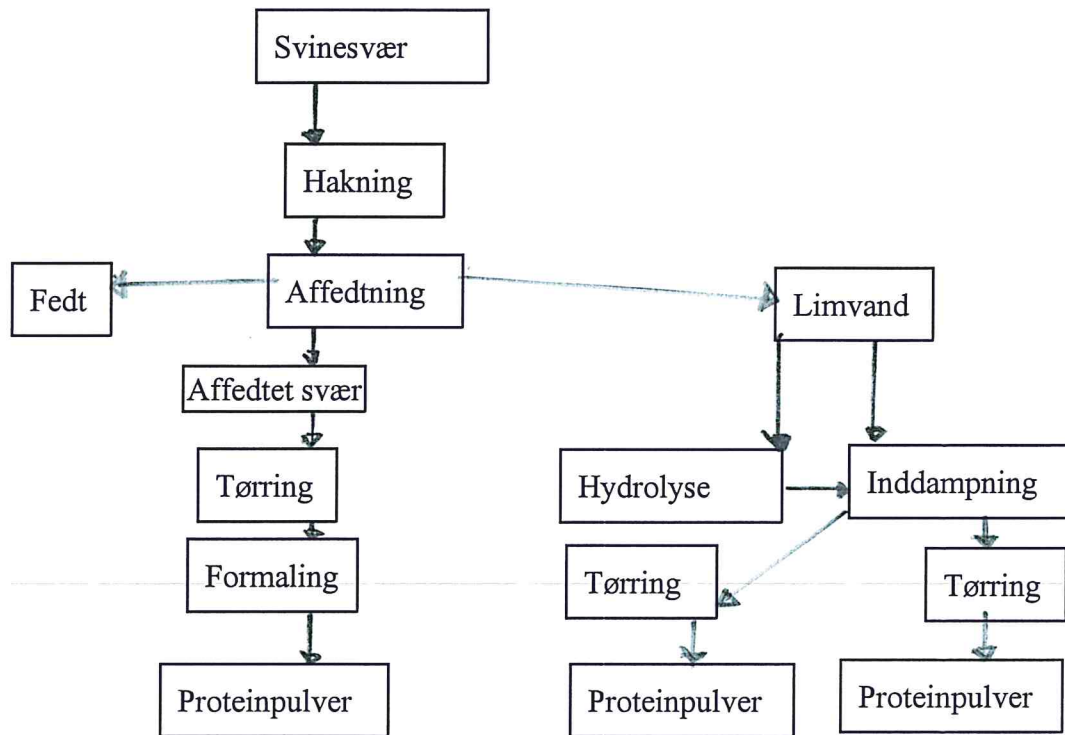 Svinesvær
Hakning
Fedt
Affedtning
Limvand
Affedtet svær
Tørring
Hydrolyse
Inddampning
Formaling
Tørring
Tørring
Proteinpulver
Proteinpulver
Proteinpulver